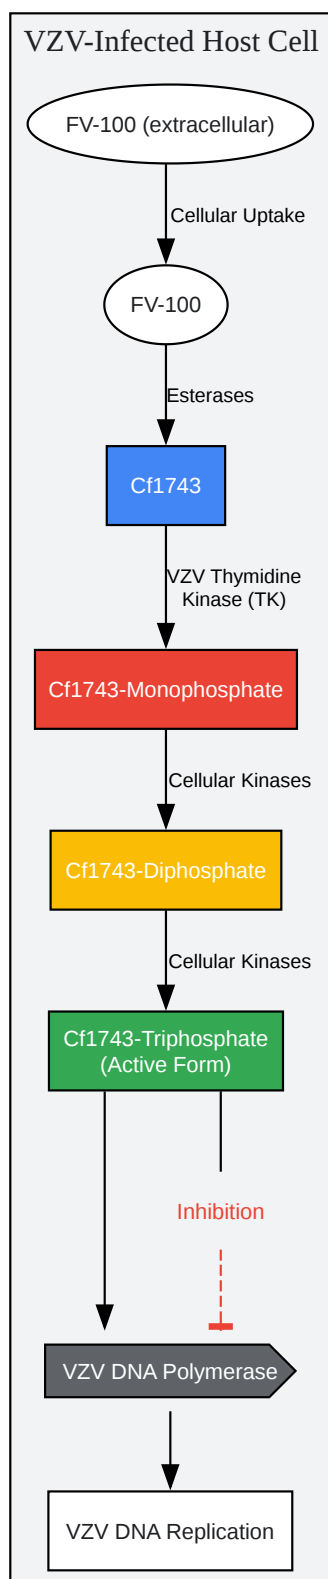 VZV-Infected Host Cell
FV-100 (extracellular)
Cellular Uptake
FV-100
Esterases
Cf1743
VZV Thymidine
Kinase (TK)
Cf1743-Monophosphate
Cellular Kinases
Cf1743-Diphosphate
Cellular Kinases
Cf1743-Triphosphate
(Active Form)
Inhibition
VZV DNA Polymerase
VZV DNA Replication